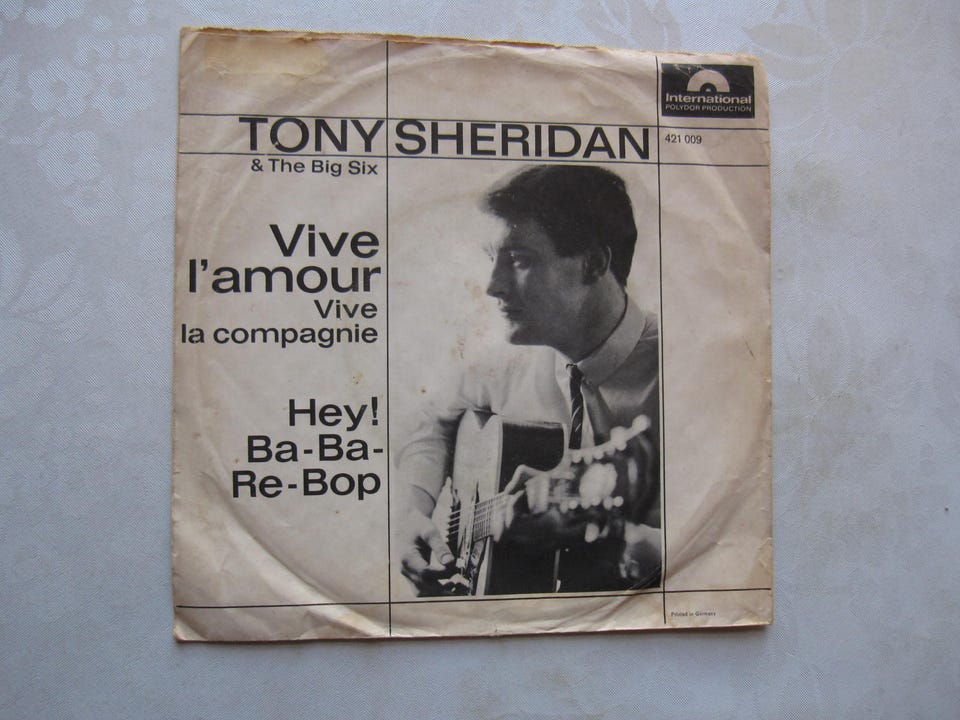 International
POLYDOR PRODUCTION
TONY SHERIDAN
421 009
& The Big Six
Vive
l'amour
Vive
la compagnie
Hey!
Ba-Ba-
Re-Bop
Printed in Germany